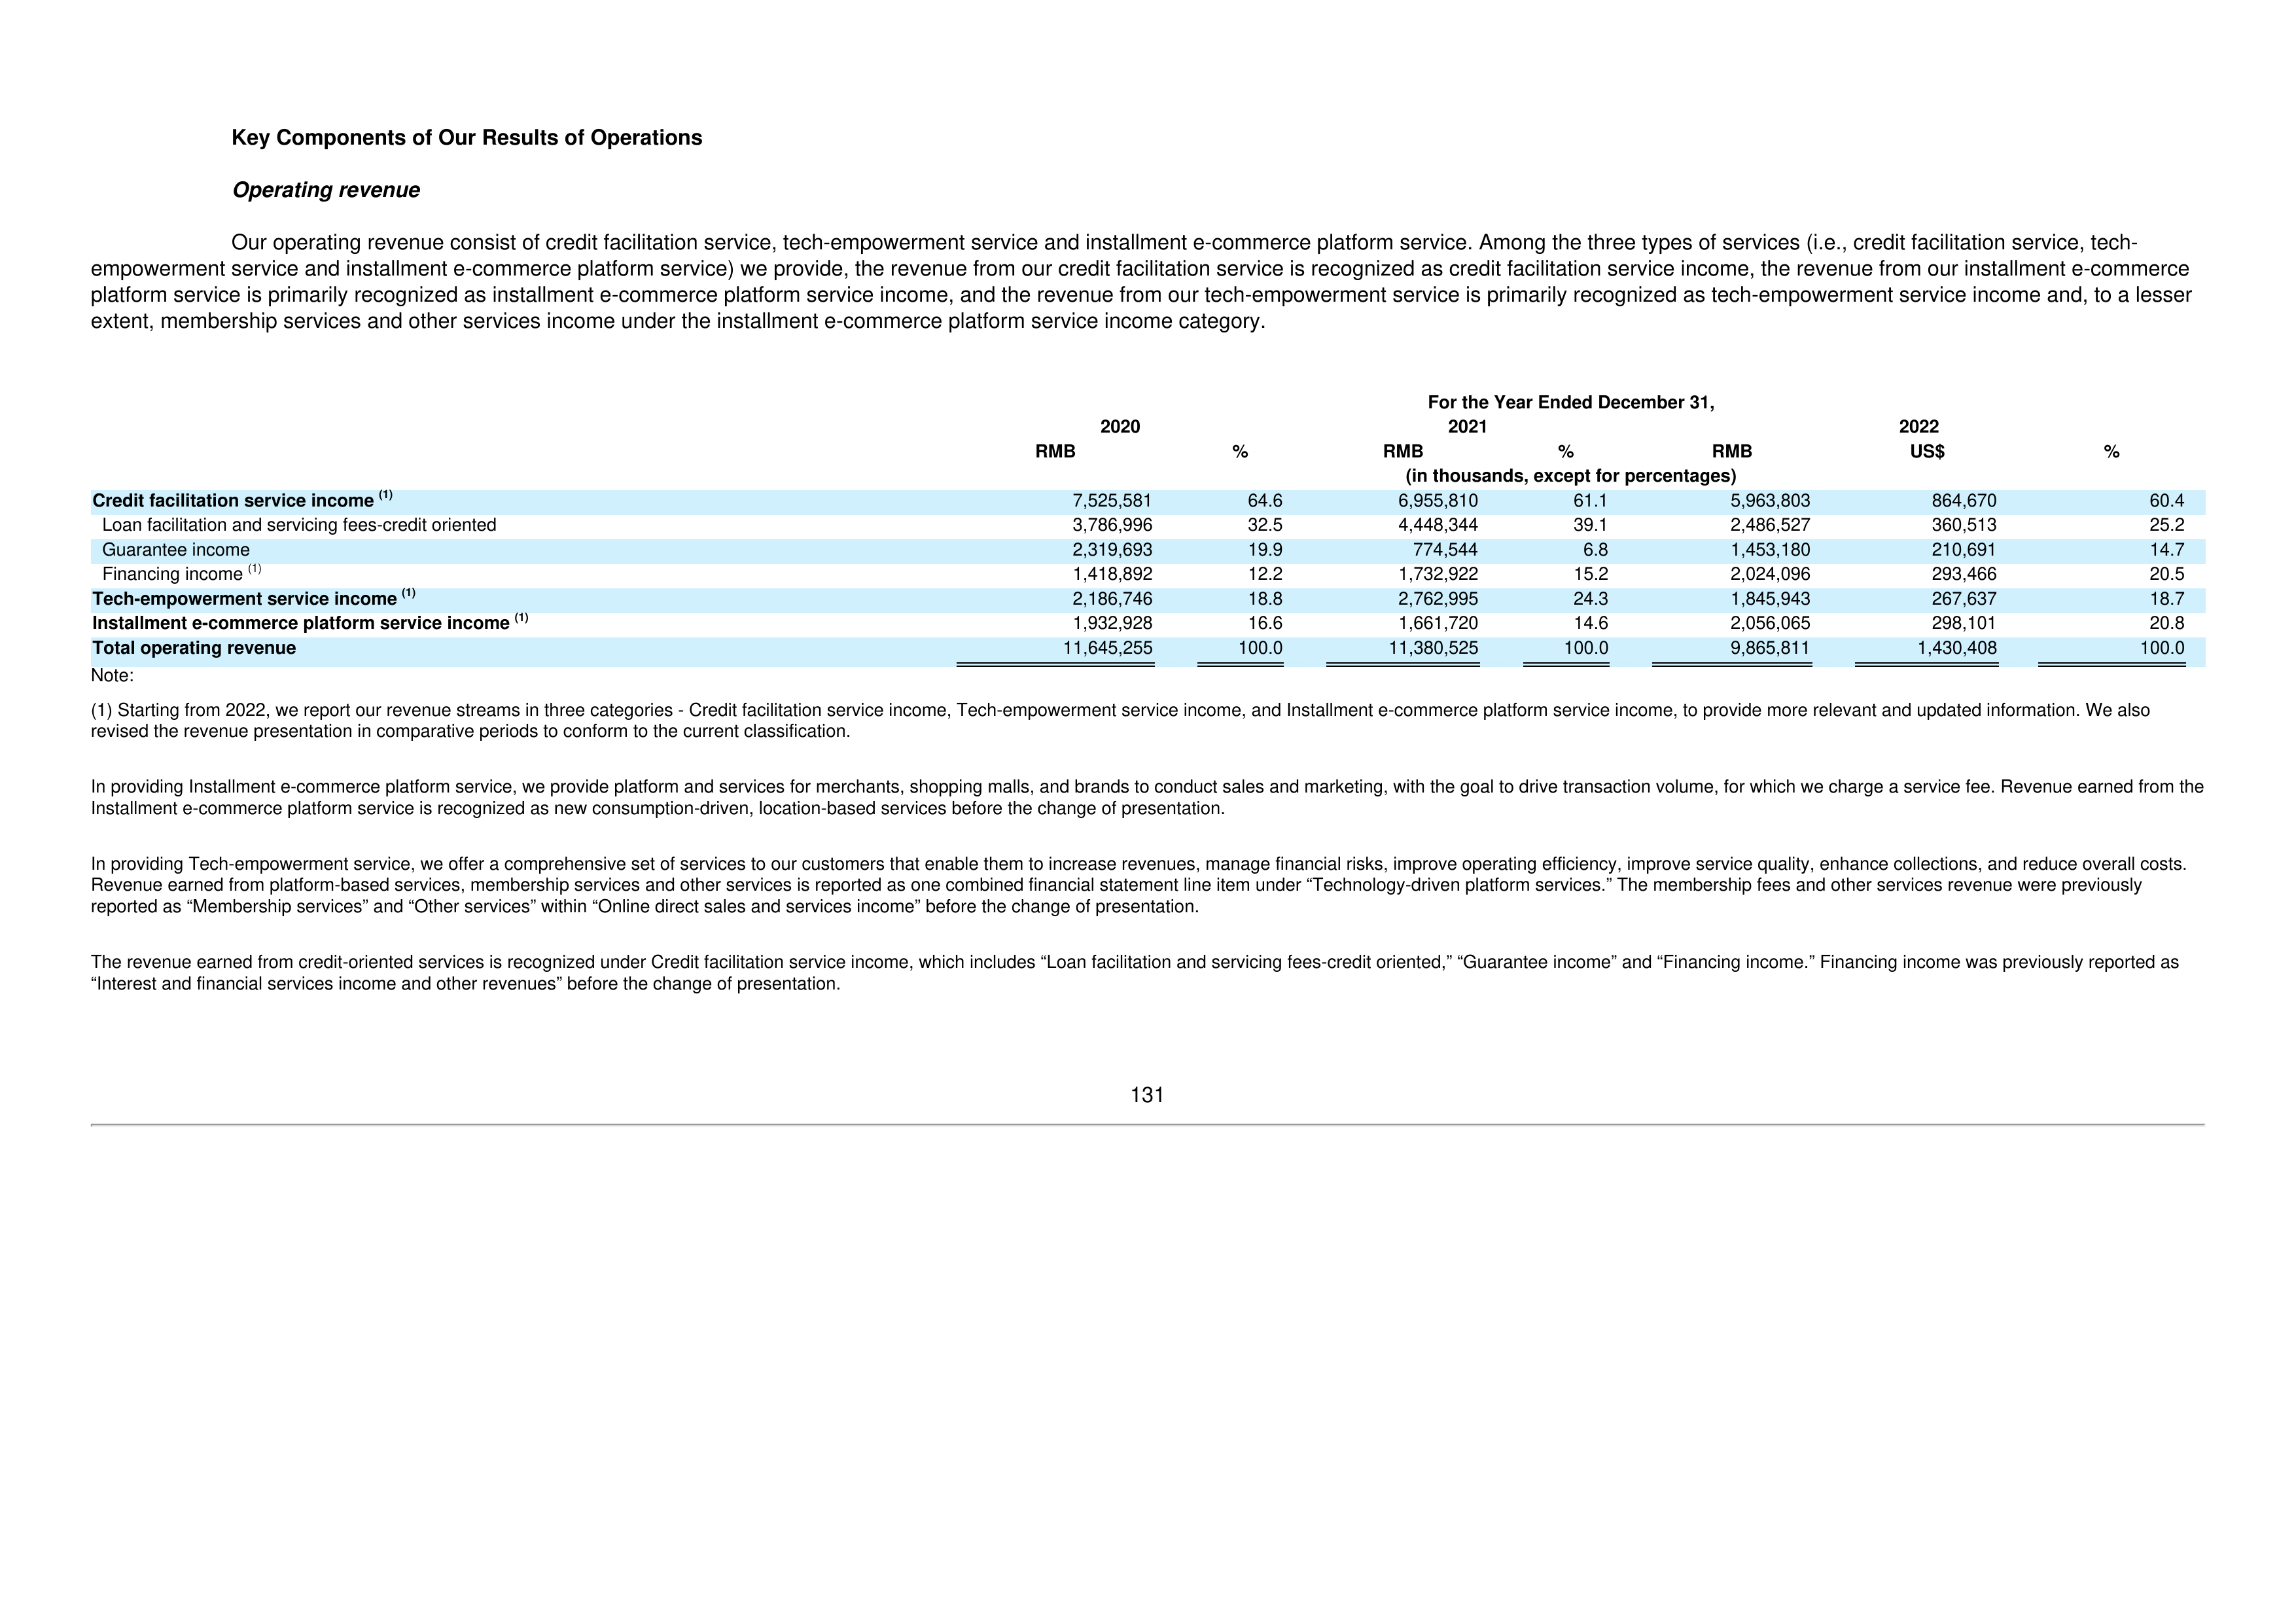 Key Components of Our Results of Operations
Operating revenue
Our operating revenue consist of credit facilitation service, tech-empowerment service and installment e-commerce platform service. Among the three types of services (i.e., credit facilitation service, tech-
empowerment service and installment e-commerce platform service) we provide, the revenue from our credit facilitation service is recognized as credit facilitation service income, the revenue from our installment e-commerce
platform service is primarily recognized as installment e-commerce platform service income, and the revenue from our tech-empowerment service is primarily recognized as tech-empowerment service income and, to a lesser
extent, membership services and other services income under the installment e-commerce platform service income category.
For the Year Ended December 31,
2020 2021 2022
RMB % RMB % RMB US$ %
(in thousands, except for percentages)
Credit facilitation service income (1) 7,525,581 64.6 6,955,810 61.1 5,963,803 864,670 60.4
Loan facilitation and servicing fees-credit oriented 3,786,996 32.5 4,448,344 39.1 2,486,527 360,513 25.2
Guarantee income 2,319,693 19.9 774,544 6.8 1,453,180 210,691 14.7
Financing income (1) 1,418,892 12.2 1,732,922 15.2 2,024,096 293,466 20.5
Tech-empowerment service income (1) 2,186,746 18.8 2,762,995 24.3 1,845,943 267,637 18.7
Installment e-commerce platform service income (1) 1,932,928 16.6 1,661,720 14.6 2,056,065 298,101 20.8
Total operating revenue 11,645,255 100.0 11,380,525 100.0 9,865,811 1,430,408 100.0
Note:
(1) Starting from 2022, we report our revenue streams in three categories - Credit facilitation service income, Tech-empowerment service income, and Installment e-commerce platform service income, to provide more relevant and updated information. We also
revised the revenue presentation in comparative periods to conform to the current classification.
In providing Installment e-commerce platform service, we provide platform and services for merchants, shopping malls, and brands to conduct sales and marketing, with the goal to drive transaction volume, for which we charge a service fee. Revenue earned from the
Installment e-commerce platform service is recognized as new consumption-driven, location-based services before the change of presentation.
In providing Tech-empowerment service, we offer a comprehensive set of services to our customers that enable them to increase revenues, manage financial risks, improve operating efficiency, improve service quality, enhance collections, and reduce overall costs.
Revenue earned from platform-based services, membership services and other services is reported as one combined financial statement line item under “Technology-driven platform services.” The membership fees and other services revenue were previously
reported as “Membership services” and “Other services” within “Online direct sales and services income” before the change of presentation.
The revenue earned from credit-oriented services is recognized under Credit facilitation service income, which includes “Loan facilitation and servicing fees-credit oriented,” “Guarantee income” and “Financing income.” Financing income was previously reported as
“Interest and financial services income and other revenues” before the change of presentation.
131